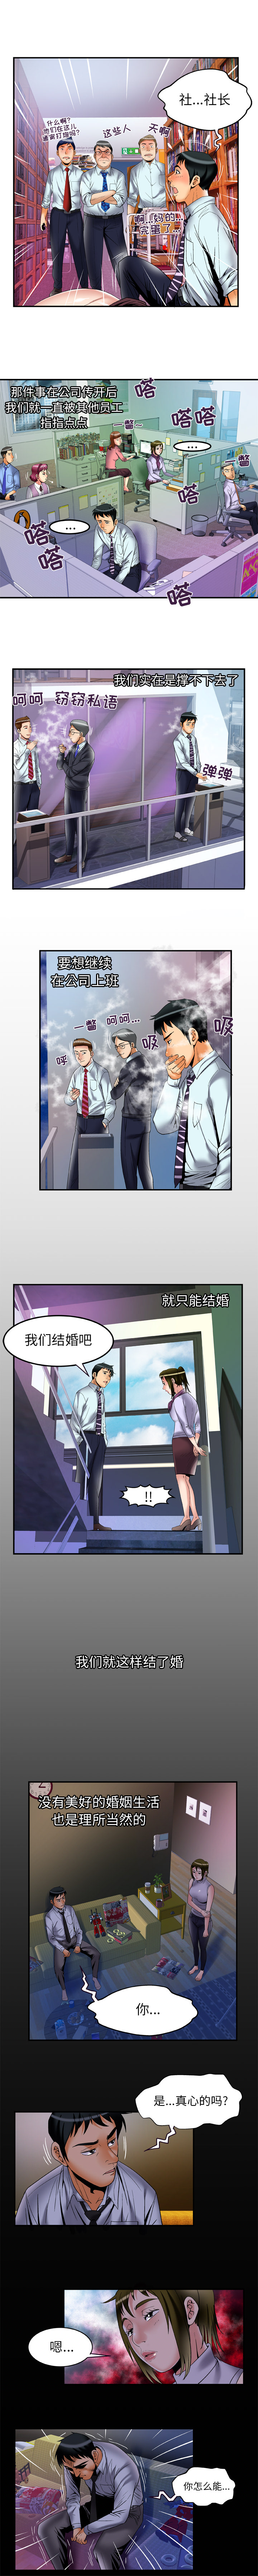 社...社长
什么啊?
他们在这儿
通宵打炮吗?
这些人
天啊
啊...妈的
完蛋了...
那件事在公司传开后
我们就一直被其他员工
指指点点
嗒
一瞥~
嗒嗒
...
瞥
嗒
嗒
...
嗒
嗒
我们实在是撑不下去了
呵呵
窃窃私语
弹弹
要想继续
在公司上班
一瞥
呵呵...
吸
吸
呼
就只能结婚
我们结婚吧
!!
我们就这样结了婚
没有美好的婚姻生活
也是理所当然的
你...
是...真心的吗?
嗯...
你怎么能...